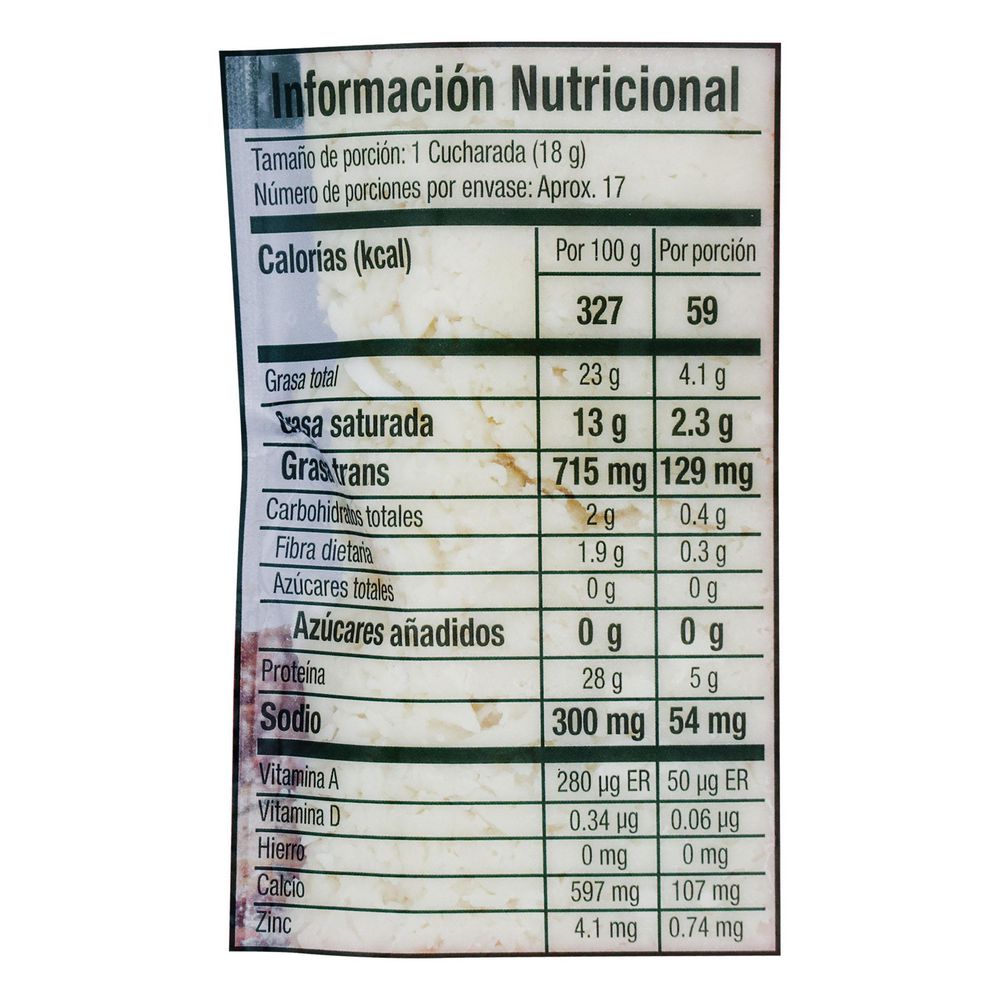 Información Nutricional
Tamaño de porción: 1 Cucharada (18 g)
Número de porciones por envase: Aprox. 17
Calorías (kcal) Por 100 g Por porción
327 59
Grasa total 23 g 4.1 g
Grasa saturada 13 g 2.3 g
Grasa trans 715 mg 129 mg
Carbohidratos totales 2 g 0.4 g
Fibra dietaria 1.9 g 0.3 g
Azúcares totales 0 g 0 g
Azúcares añadidos 0 g 0 g
Proteína 28 g 5 g
Sodio 300 mg 54 mg
Vitamina A 280 µg ER 50 µg ER
Vitamina D 0.34 µg 0.06 µg
Hierro 0 mg 0 mg
Calcio 597 mg 107 mg
Zinc 4.1 mg 0.74 mg